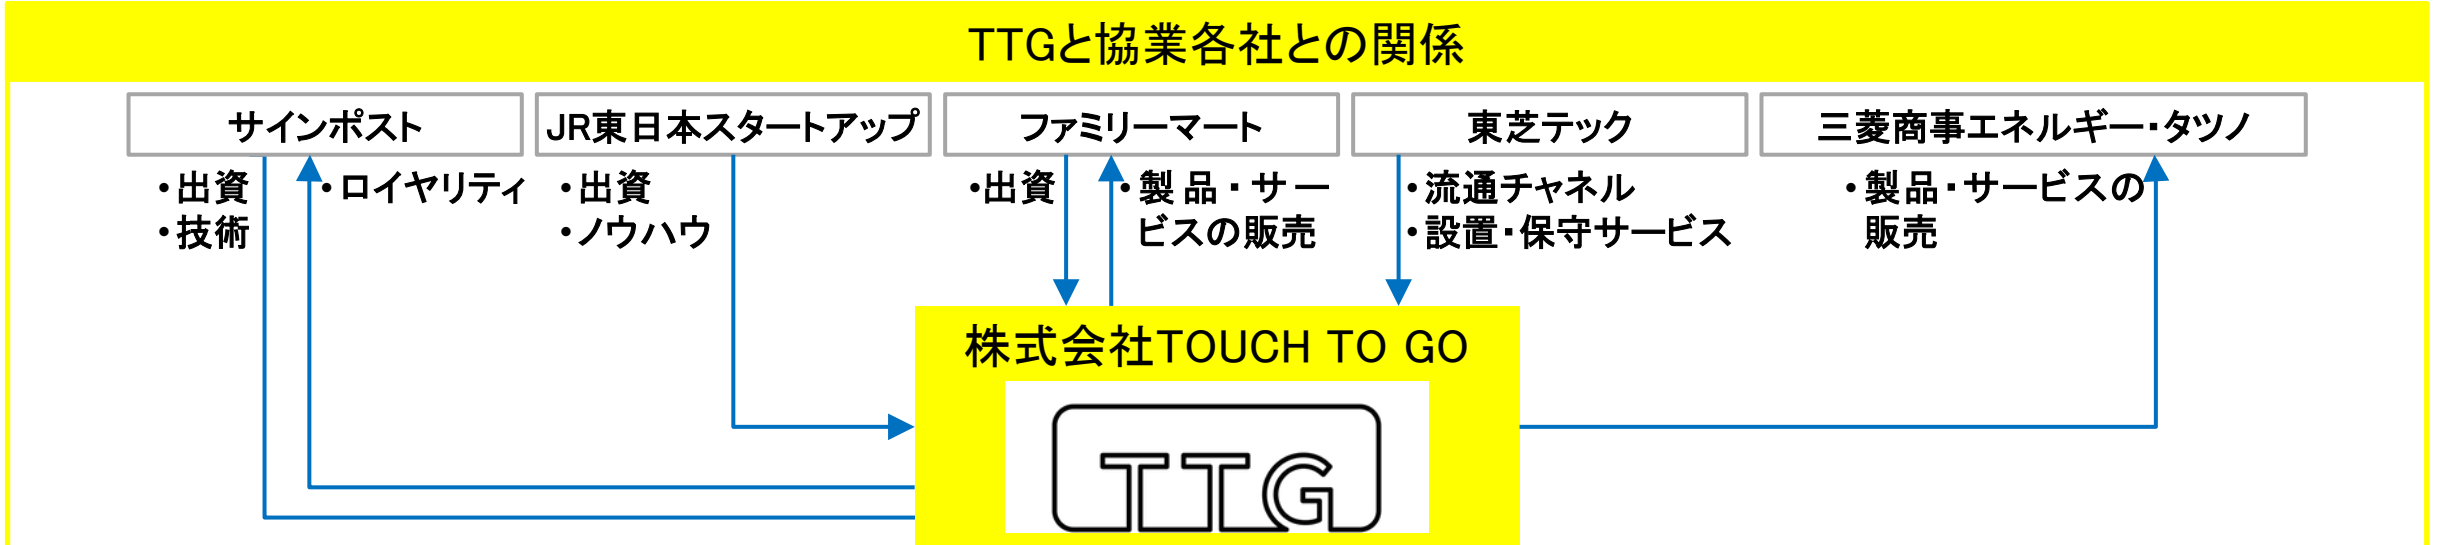 TTGと協業各社との関係
サインポスト
JR東日本スタートアップ
ファミリーマート
東芝テック
三菱商事エネルギー・タツノ
・出資
・技術
・ロイヤリティ
・出資
・ノウハウ
・出資
・製品・サー
ビスの販売
・流通チャネル
・設置・保守サービス
・製品・サービスの
販売
株式会社TOUCH TO GO
TTG